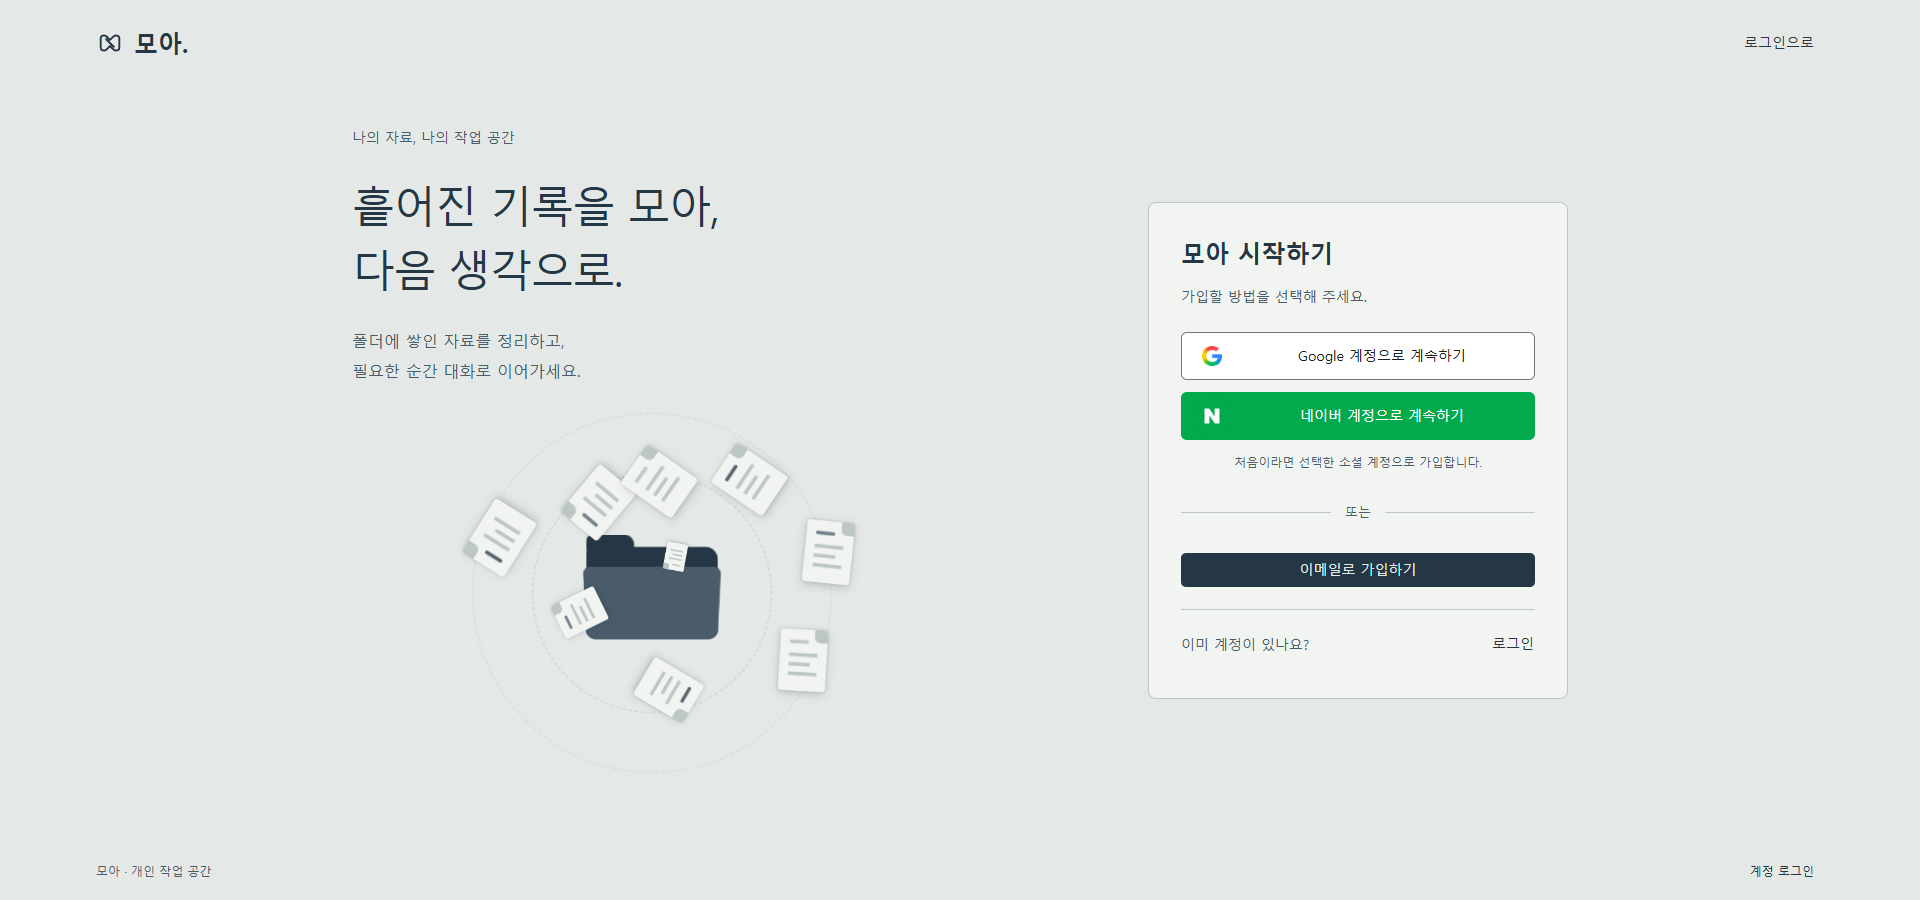 모아.
로그인으로
나의 자료, 나의 작업 공간
흩어진 기록을 모아,
다음 생각으로.
폴더에 쌓인 자료를 정리하고,
필요한 순간 대화로 이어가세요.
모아 시작하기
가입할 방법을 선택해 주세요.
Google 계정으로 계속하기
네이버 계정으로 계속하기
처음이라면 선택한 소셜 계정으로 가입합니다.
또는
이메일로 가입하기
이미 계정이 있나요?
로그인
모아 · 개인 작업 공간
계정 로그인